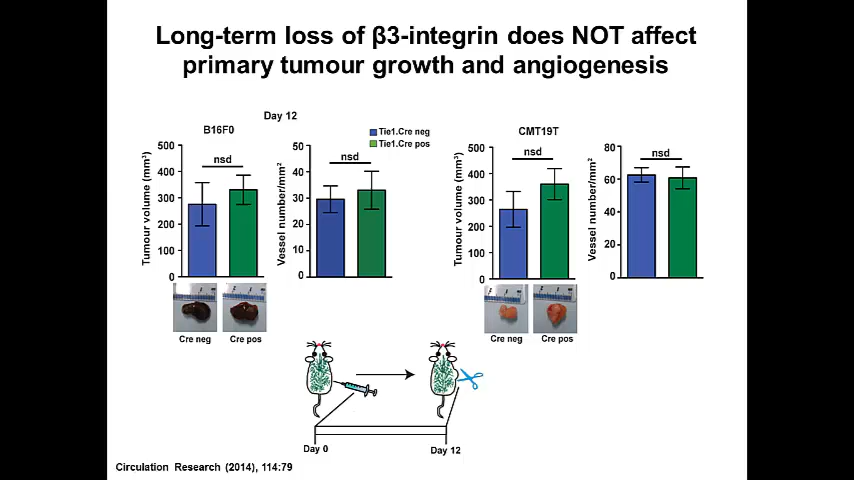 Long-term loss of β3-integrin does NOT affect
primary tumour growth and angiogenesis
Day 12
B16F0
Tie1.Cre neg
Tie1.Cre pos
CMT19T
Tumour volume (mm³)
500
400
300
200
100
0
nsd
Vessel number/mm²
50
40
30
20
10
0
nsd
Tumour volume (mm³)
500
400
300
200
100
0
nsd
Vessel number/mm²
80
60
40
20
0
nsd
Cre neg
Cre pos
Cre neg
Cre pos
Day 0
Day 12
Circulation Research (2014), 114:79